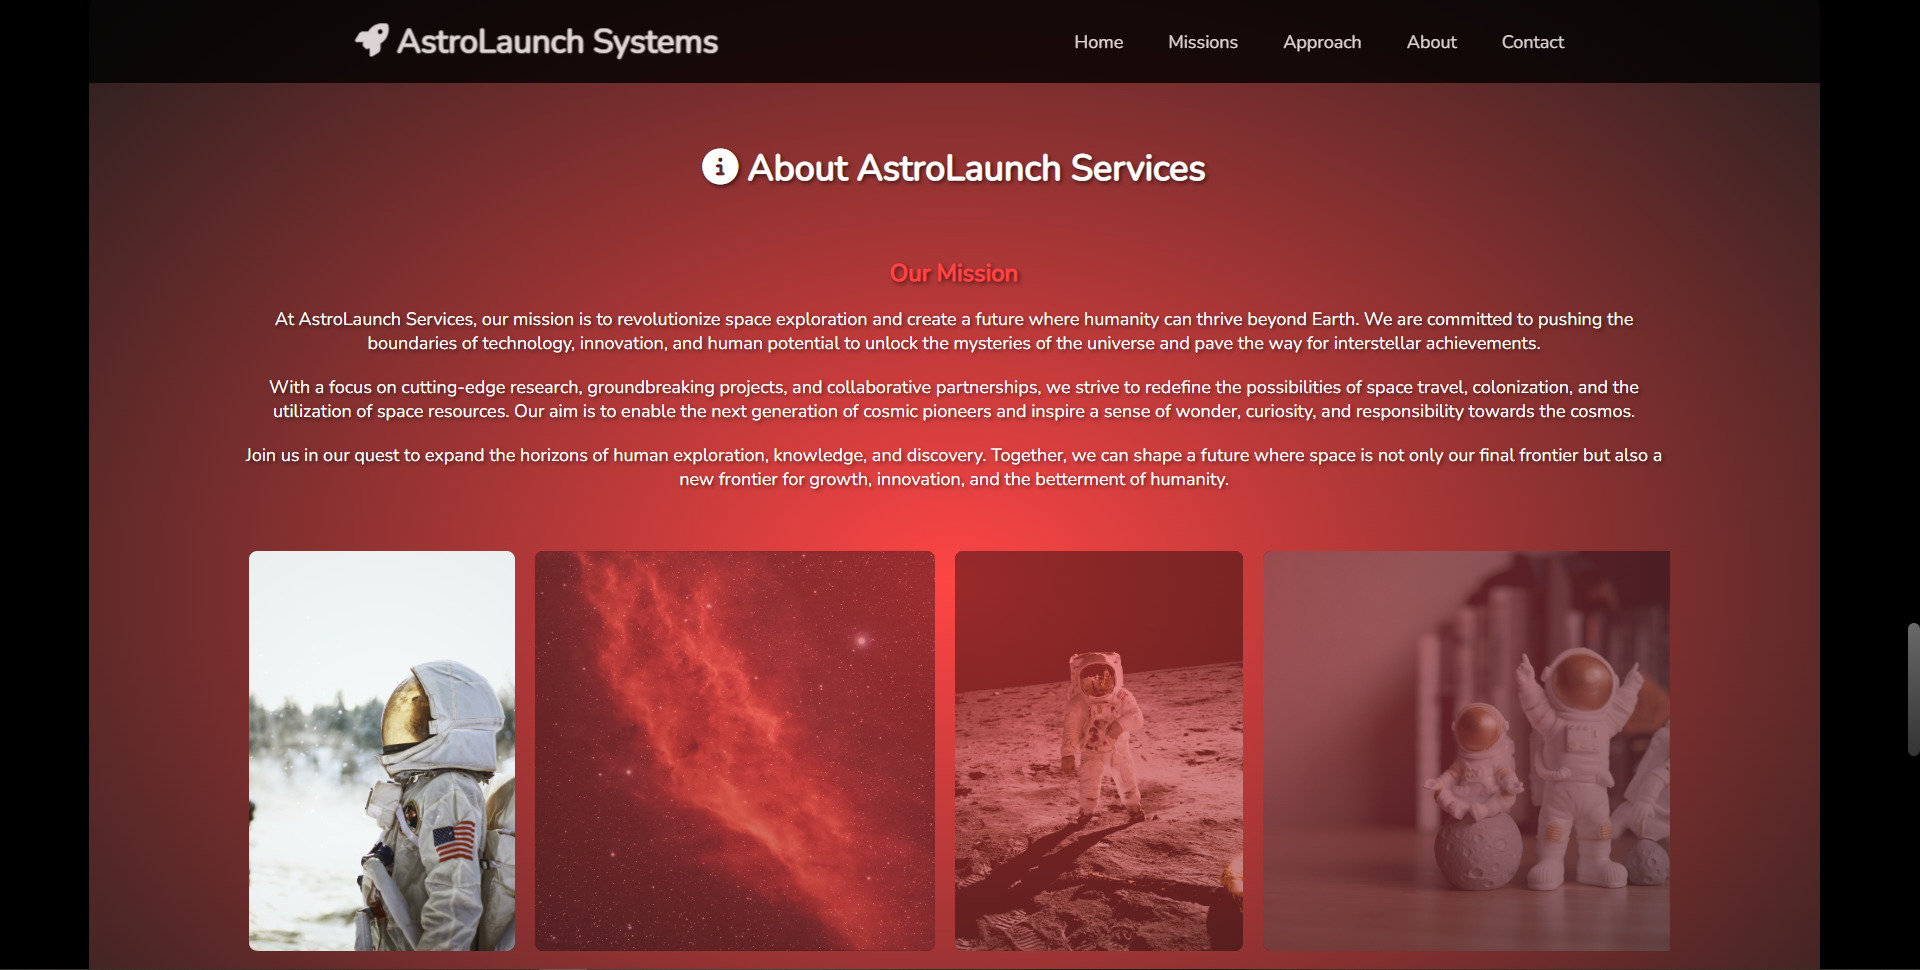 AstroLaunch Systems
Home Missions Approach About Contact
About AstroLaunch Services
Our Mission
At AstroLaunch Services, our mission is to revolutionize space exploration and create a future where humanity can thrive beyond Earth. We are committed to pushing the
boundaries of technology, innovation, and human potential to unlock the mysteries of the universe and pave the way for interstellar achievements.
With a focus on cutting-edge research, groundbreaking projects, and collaborative partnerships, we strive to redefine the possibilities of space travel, colonization, and the
utilization of space resources. Our aim is to enable the next generation of cosmic pioneers and inspire a sense of wonder, curiosity, and responsibility towards the cosmos.
Join us in our quest to expand the horizons of human exploration, knowledge, and discovery. Together, we can shape a future where space is not only our final frontier but also a
new frontier for growth, innovation, and the betterment of humanity.